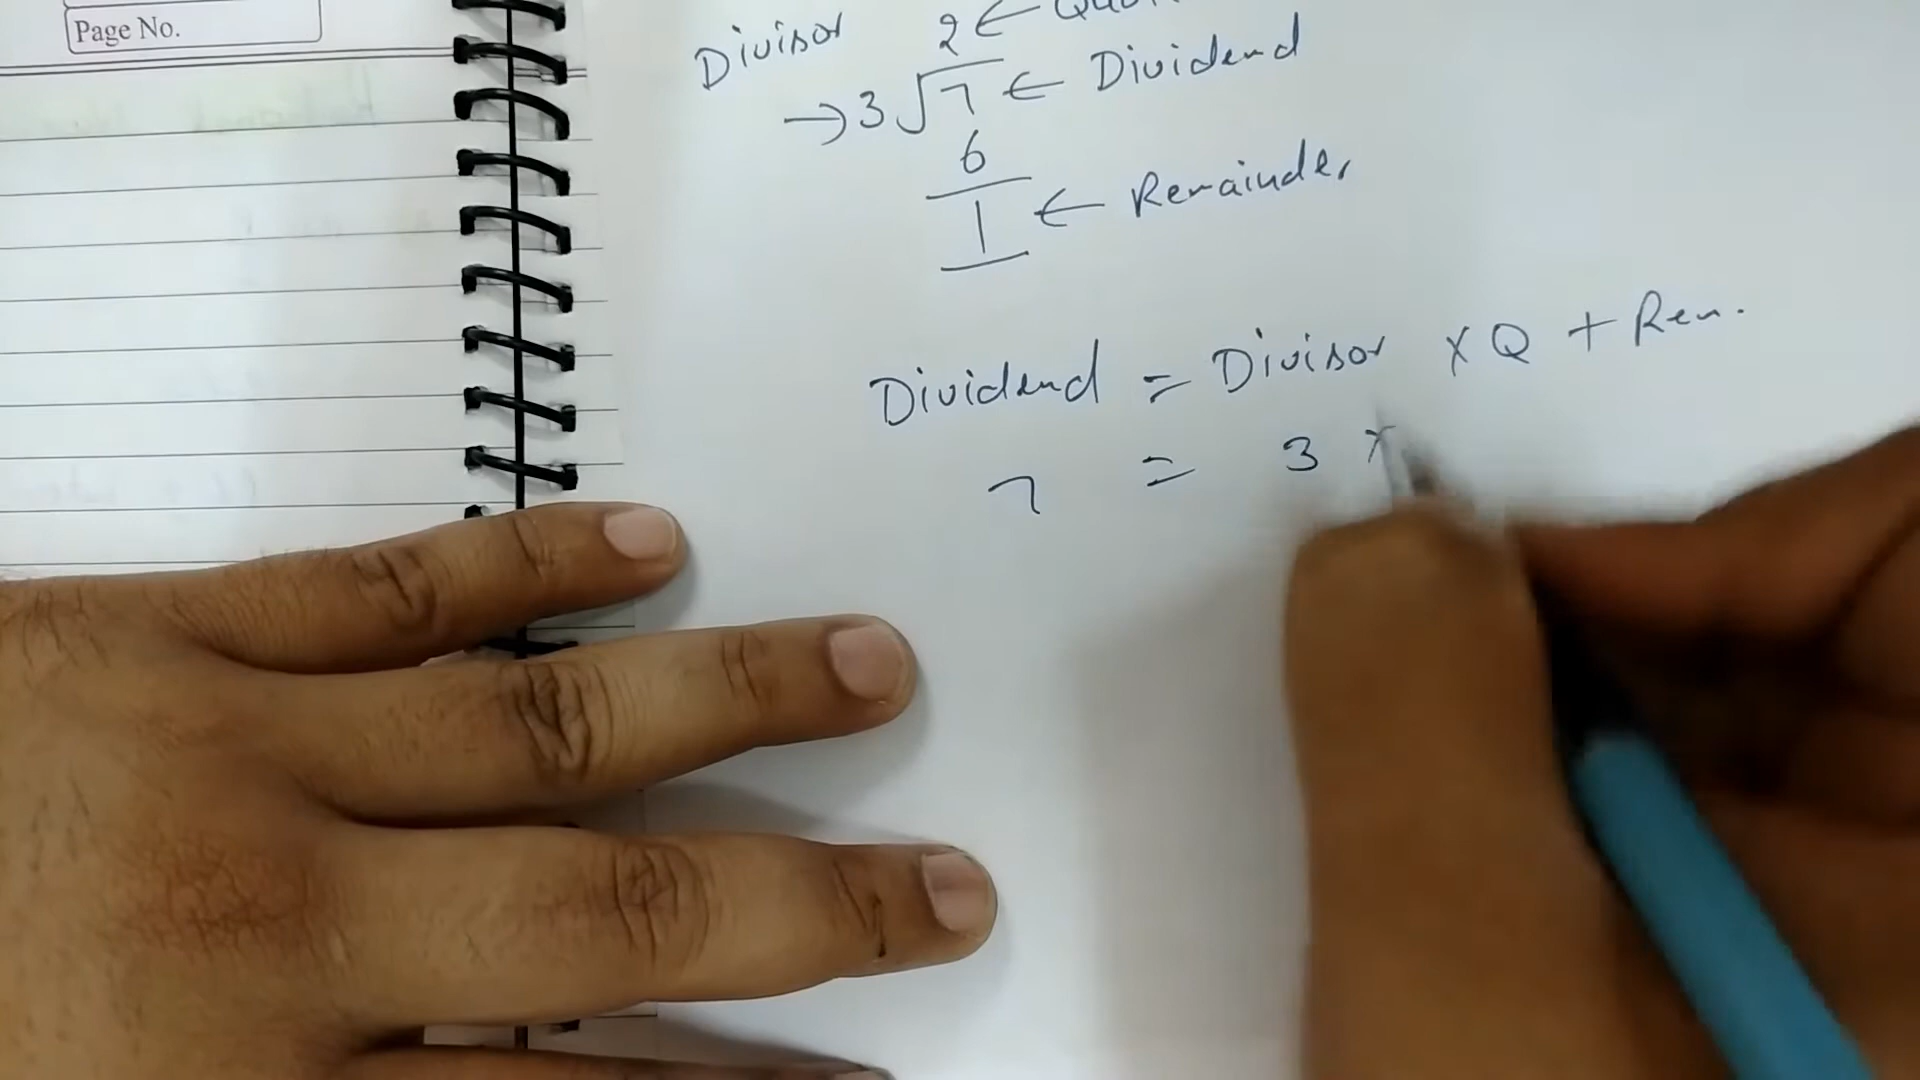 Page No.
Divisor 2 ←
→ 3 √7 ← Dividend
6
1 ← Remainder
Dividend = Divisor × Q + Rem.
7 = 3 ×